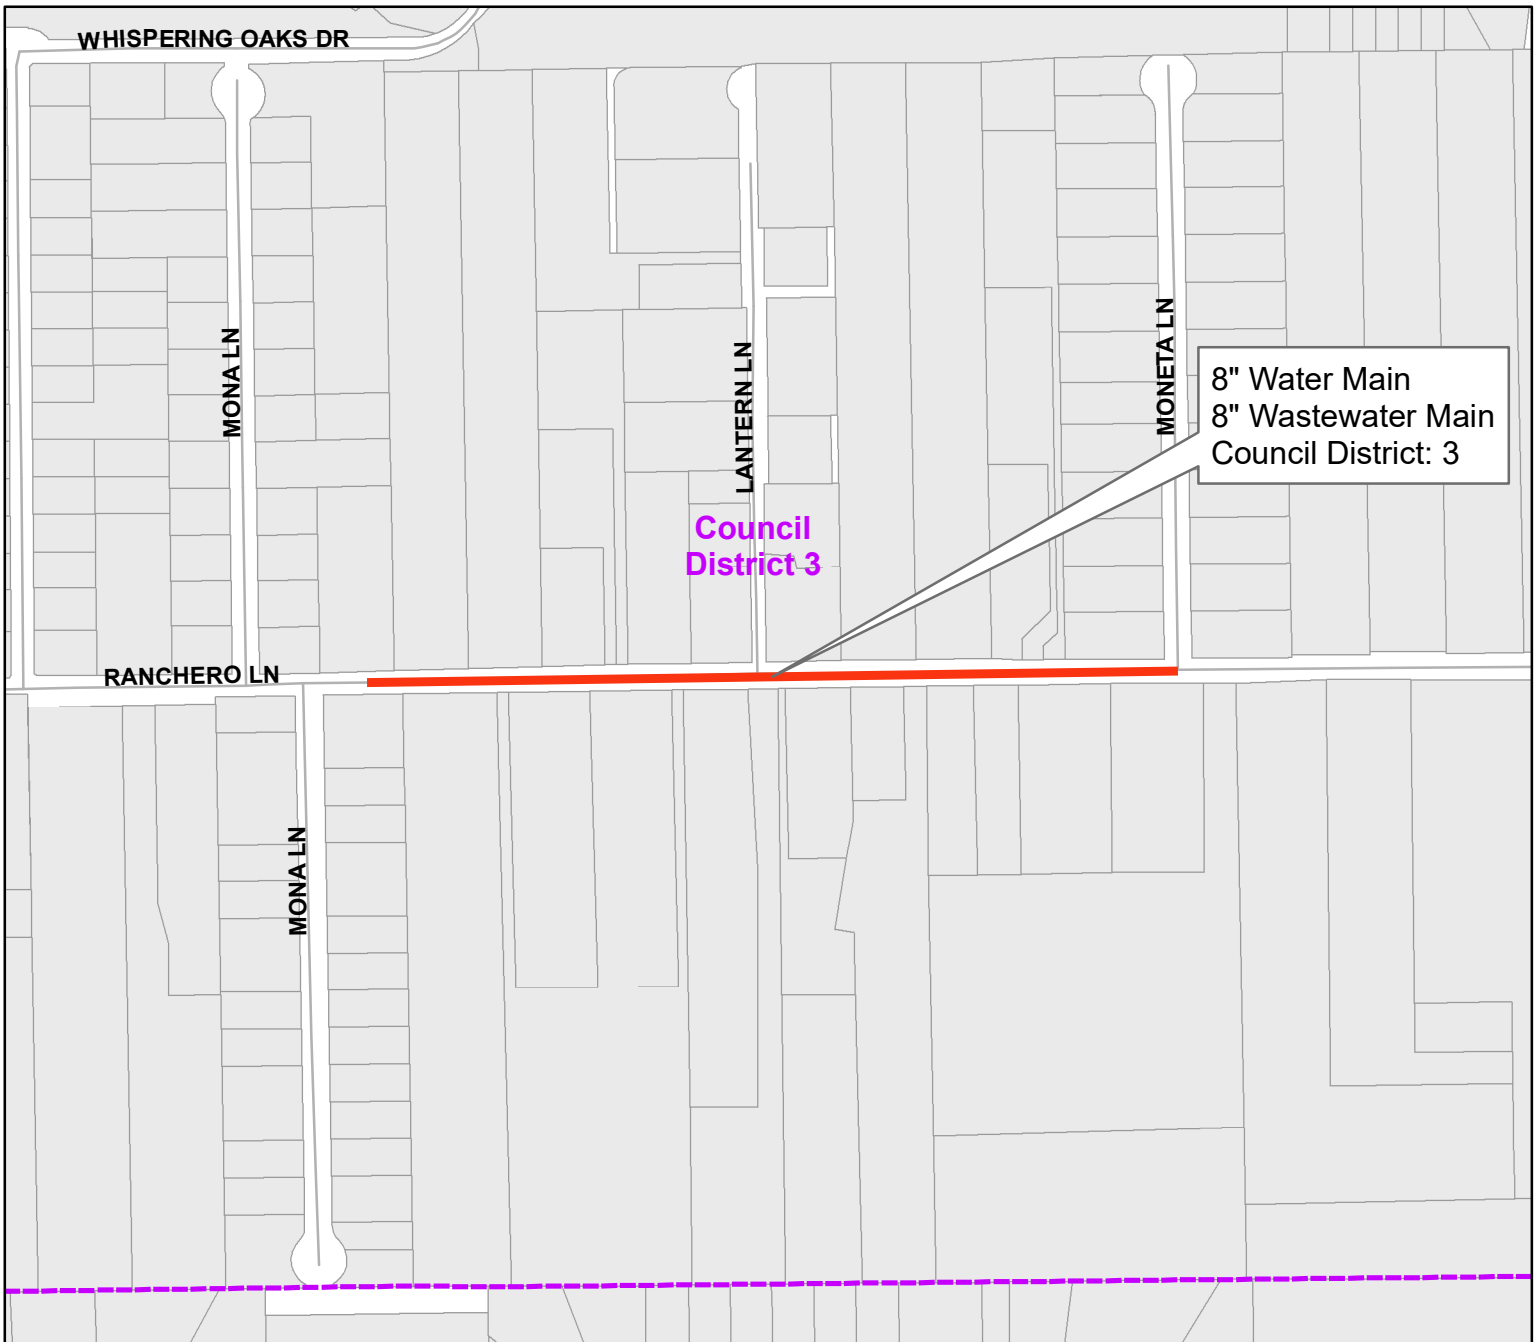 WHISPERING OAKS DR
MONA LN
LANTERN LN
MONETA LN
8" Water Main
8" Wastewater Main
Council District: 3
Council
District 3
RANCHERO LN
MONA LN